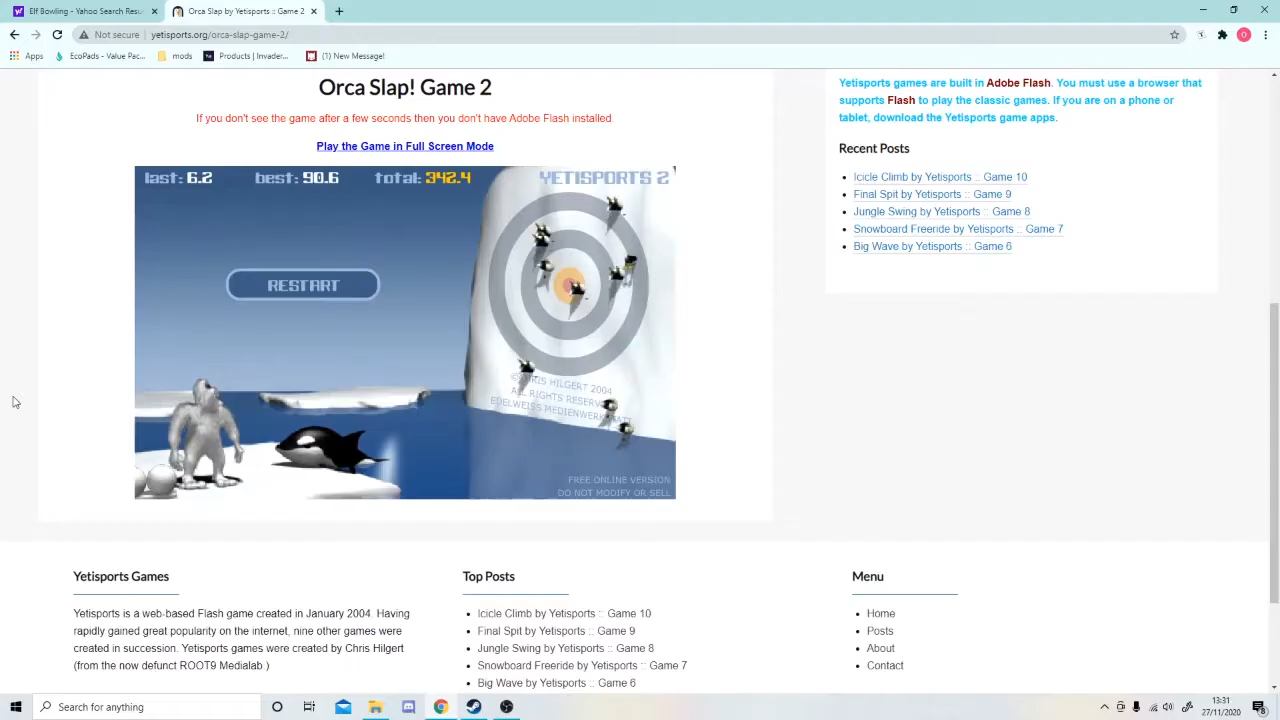 Elf Bowling - Yahoo Search Resu
Orca Slap by Yetisports :: Game 2
Not secure | yetisports.org/orca-slap-game-2/
Apps
EcoPads - Value Pac...
mods
Products | Invader...
(1) New Message!
Orca Slap! Game 2
If you don't see the game after a few seconds then you don't have Adobe Flash installed.
Play the Game in Full Screen Mode
last: 6.2 best: 90.6 total: 342.4 YETISPORTS 2
RESTART
©CHRIS HILGERT 2004
ALL RIGHTS RESERV
EDELWEISS MEDIENWERKSTATT
FREE ONLINE VERSION
DO NOT MODIFY OR SELL
Yetisports games are built in Adobe Flash. You must use a browser that
supports Flash to play the classic games. If you are on a phone or
tablet, download the Yetisports game apps.
Recent Posts
Icicle Climb by Yetisports :: Game 10
Final Spit by Yetisports :: Game 9
Jungle Swing by Yetisports :: Game 8
Snowboard Freeride by Yetisports :: Game 7
Big Wave by Yetisports :: Game 6
Yetisports Games
Yetisports is a web-based Flash game created in January 2004. Having
rapidly gained great popularity on the internet, nine other games were
created in succession. Yetisports games were created by Chris Hilgert
(from the now defunct ROOT9 Medialab.)
Top Posts
Icicle Climb by Yetisports :: Game 10
Final Spit by Yetisports :: Game 9
Jungle Swing by Yetisports :: Game 8
Snowboard Freeride by Yetisports :: Game 7
Big Wave by Yetisports :: Game 6
Menu
Home
Posts
About
Contact
Search for anything
13:31
27/11/2020